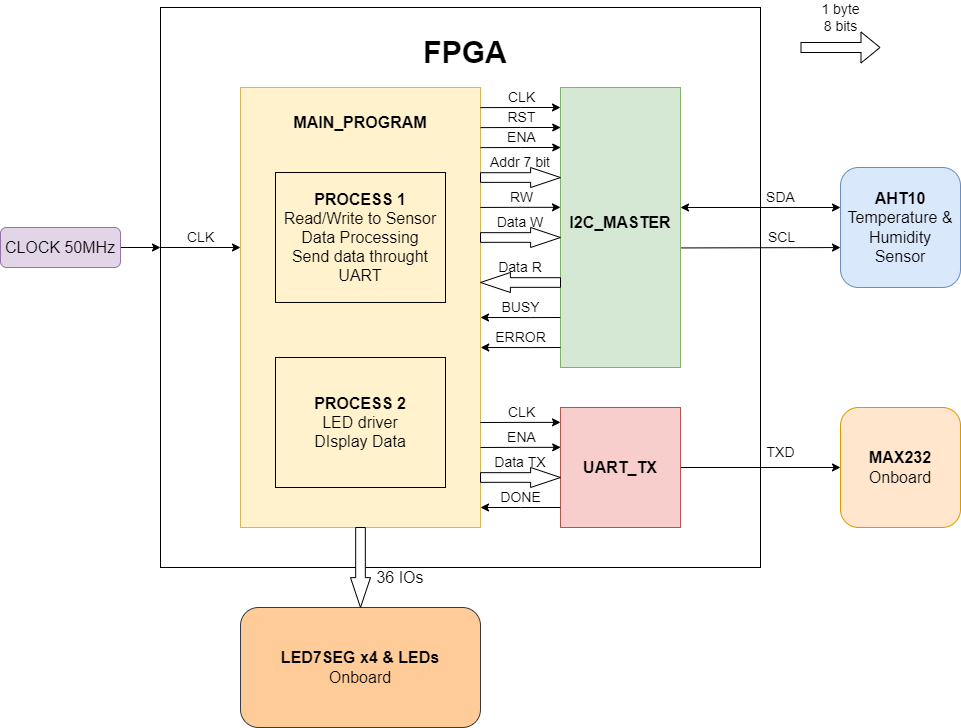 1 byte
8 bits
FPGA
MAIN_PROGRAM
CLK
RST
ENA
Addr 7 bit
RW
Data W
Data R
BUSY
ERROR
I2C_MASTER
PROCESS 1
Read/Write to Sensor
Data Processing
Send data throught
UART
CLOCK 50MHz
CLK
SDA
SCL
AHT10
Temperature &
Humidity
Sensor
PROCESS 2
LED driver
DIsplay Data
CLK
ENA
Data TX
DONE
UART_TX
TXD
MAX232
Onboard
36 IOs
LED7SEG x4 & LEDs
Onboard